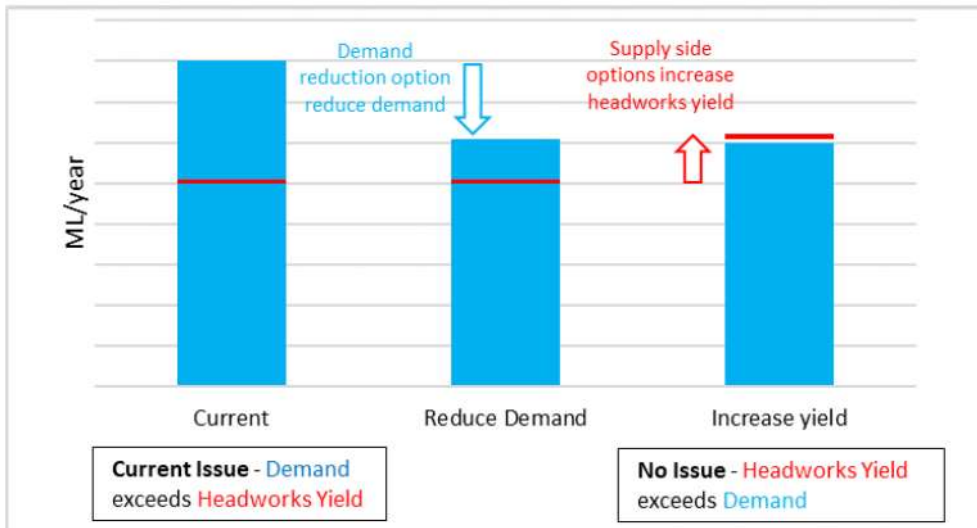 Demand
reduction option
reduce demand
Supply side
options increase
headworks yield
ML/year
Current
Reduce Demand
Increase yield
Current Issue - Demand
exceeds Headworks Yield
No Issue - Headworks Yield
exceeds Demand